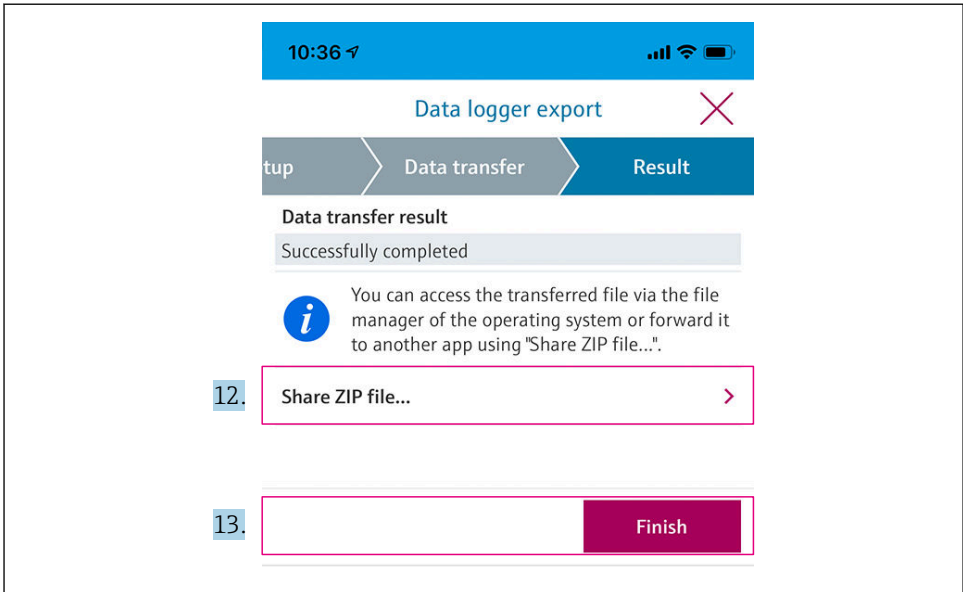 10:36
Data logger export
tup
Data transfer
Result
Data transfer result
Successfully completed
i
You can access the transferred file via the file
manager of the operating system or forward it
to another app using "Share ZIP file...".
12.
Share ZIP file...
13.
Finish